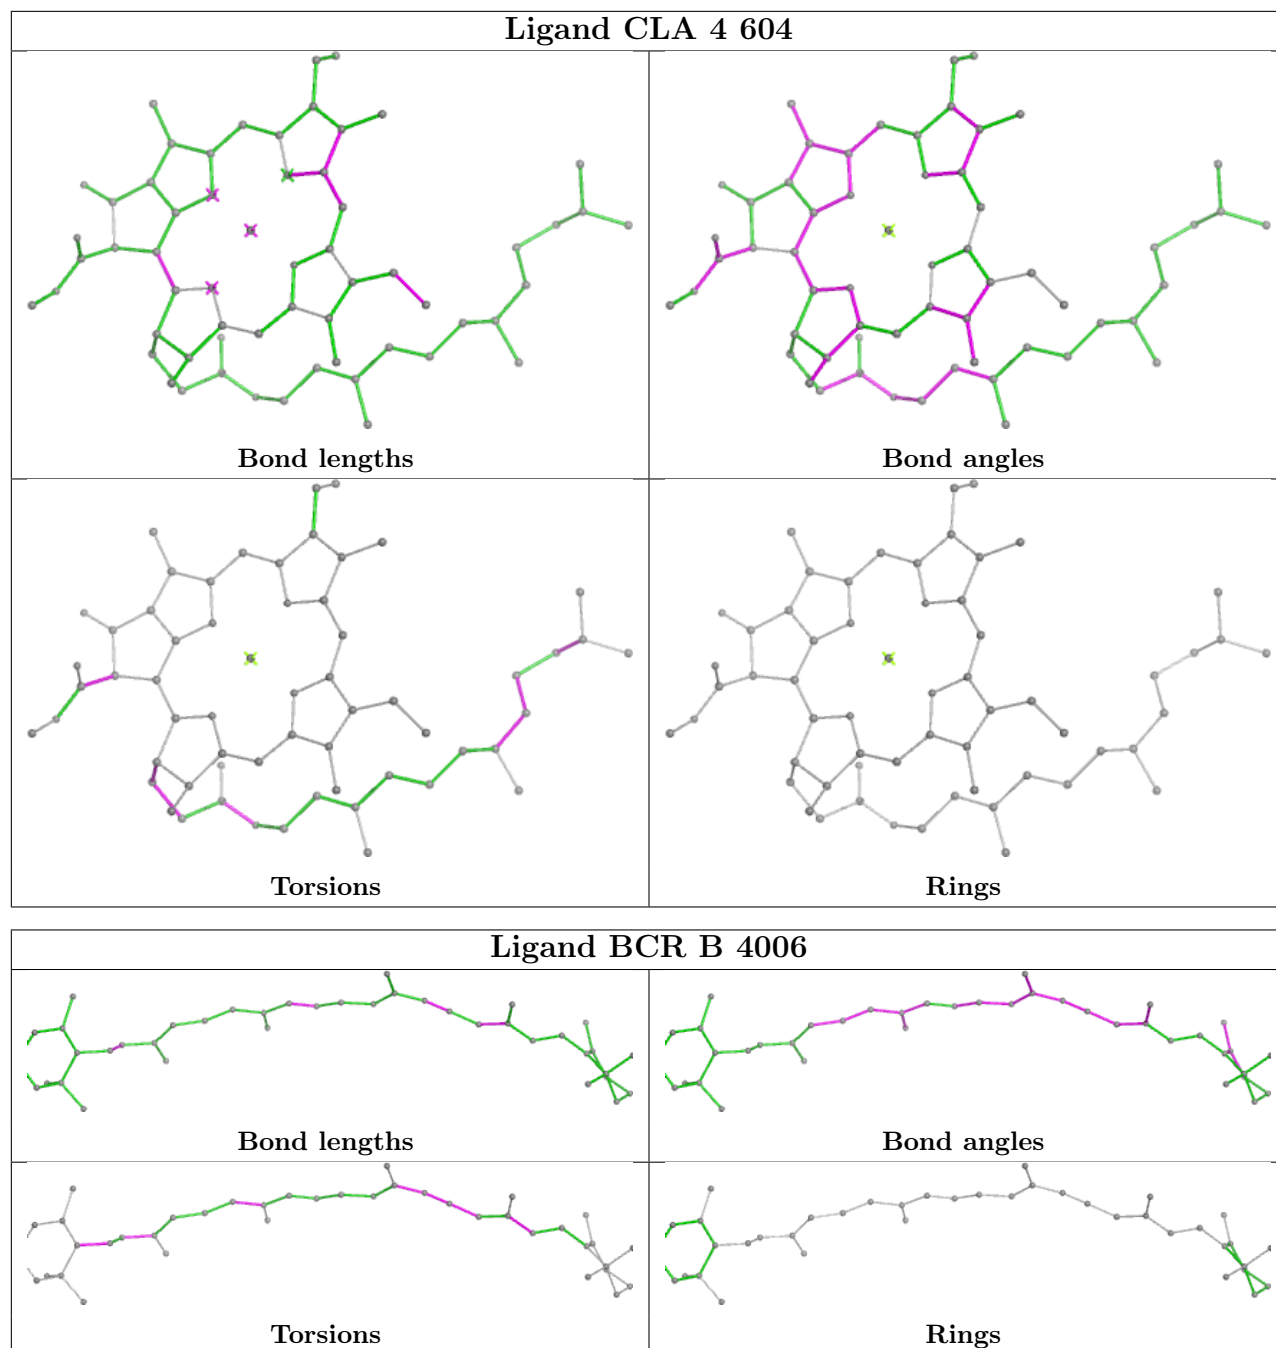 Ligand CLA 4 604
Bond lengths
Bond angles
Torsions
Rings
Ligand BCR B 4006
Bond lengths
Bond angles
Torsions
Rings